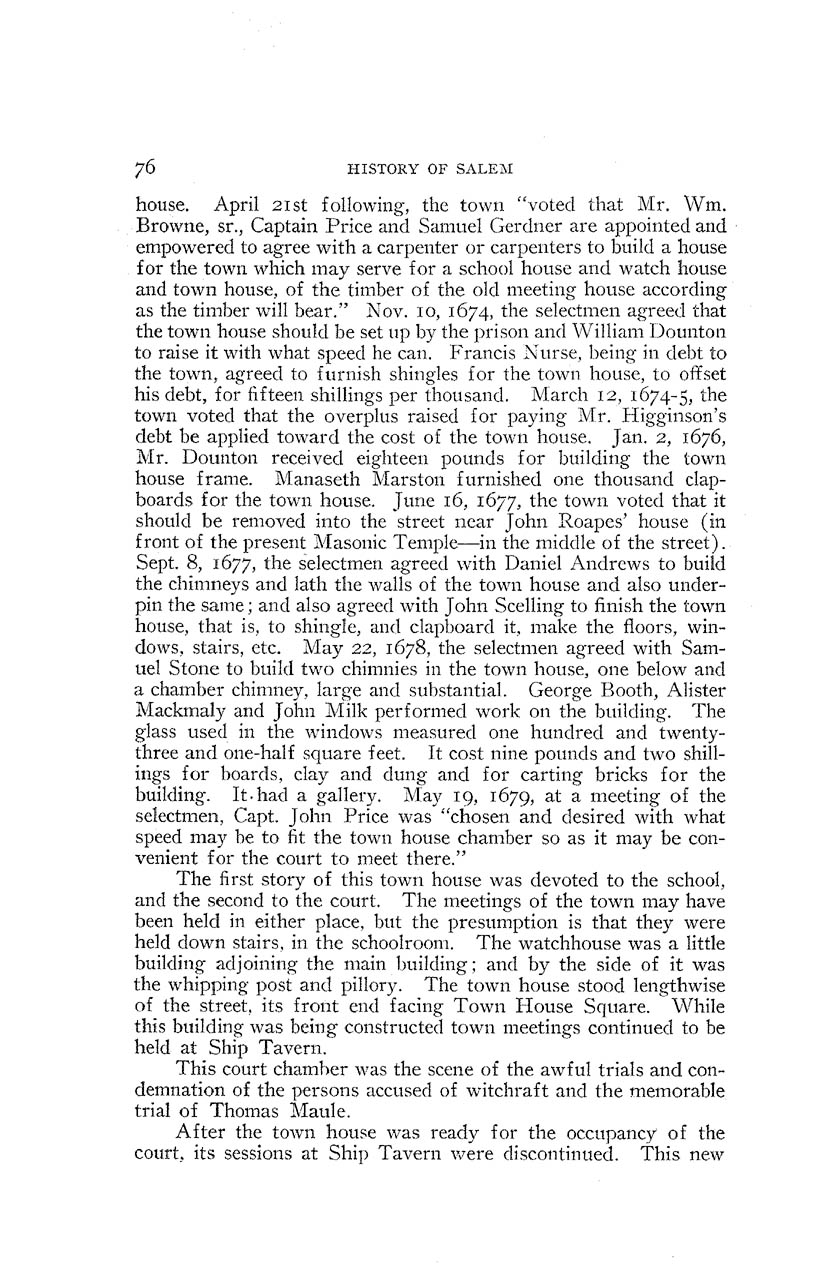 76 HISTORY OF SALEM
house. April 21st following, the town "voted that Mr. Wm.
Browne, sr., Captain Price and Samuel Gerdner are appointed and
empowered to agree with a carpenter or carpenters to build a house
for the town which may serve for a school house and watch house
and town house, of the timber of the old meeting house according
as the timber will bear." Nov. 10, 1674, the selectmen agreed that
the town house should be set up by the prison and William Dounton
to raise it with what speed he can. Francis Nurse, being in debt to
the town, agreed to furnish shingles for the town house, to offset
his debt, for fifteen shillings per thousand. March 12, 1674-5, the
town voted that the overplus raised for paying Mr. Higginson's
debt be applied toward the cost of the town house. Jan. 2, 1676,
Mr. Dounton received eighteen pounds for building the town
house frame. Manaseth Marston furnished one thousand clap-
boards for the town house. June 16, 1677, the town voted that it
should be removed into the street near John Roapes' house (in
front of the present Masonic Temple—in the middle of the street).
Sept. 8, 1677, the selectmen agreed with Daniel Andrews to build
the chimneys and lath the walls of the town house and also under-
pin the same; and also agreed with John Scelling to finish the town
house, that is, to shingle, and clapboard it, make the floors, win-
dows, stairs, etc. May 22, 1678, the selectmen agreed with Sam-
uel Stone to build two chimnies in the town house, one below and
a chamber chimney, large and substantial. George Booth, Alister
Mackmaly and John Milk performed work on the building. The
glass used in the windows measured one hundred and twenty-
three and one-half square feet. It cost nine pounds and two shill-
ings for boards, clay and dung and for carting bricks for the
building. It had a gallery. May 19, 1679, at a meeting of the
selectmen, Capt. John Price was "chosen and desired with what
speed may be to fit the town house chamber so as it may be con-
venient for the court to meet there."
The first story of this town house was devoted to the school,
and the second to the court. The meetings of the town may have
been held in either place, but the presumption is that they were
held down stairs, in the schoolroom. The watchhouse was a little
building adjoining the main building; and by the side of it was
the whipping post and pillory. The town house stood lengthwise
of the street, its front end facing Town House Square. While
this building was being constructed town meetings continued to be
held at Ship Tavern.
This court chamber was the scene of the awful trials and con-
demnation of the persons accused of witchraft and the memorable
trial of Thomas Maule.
After the town house was ready for the occupancy of the
court, its sessions at Ship Tavern were discontinued. This new